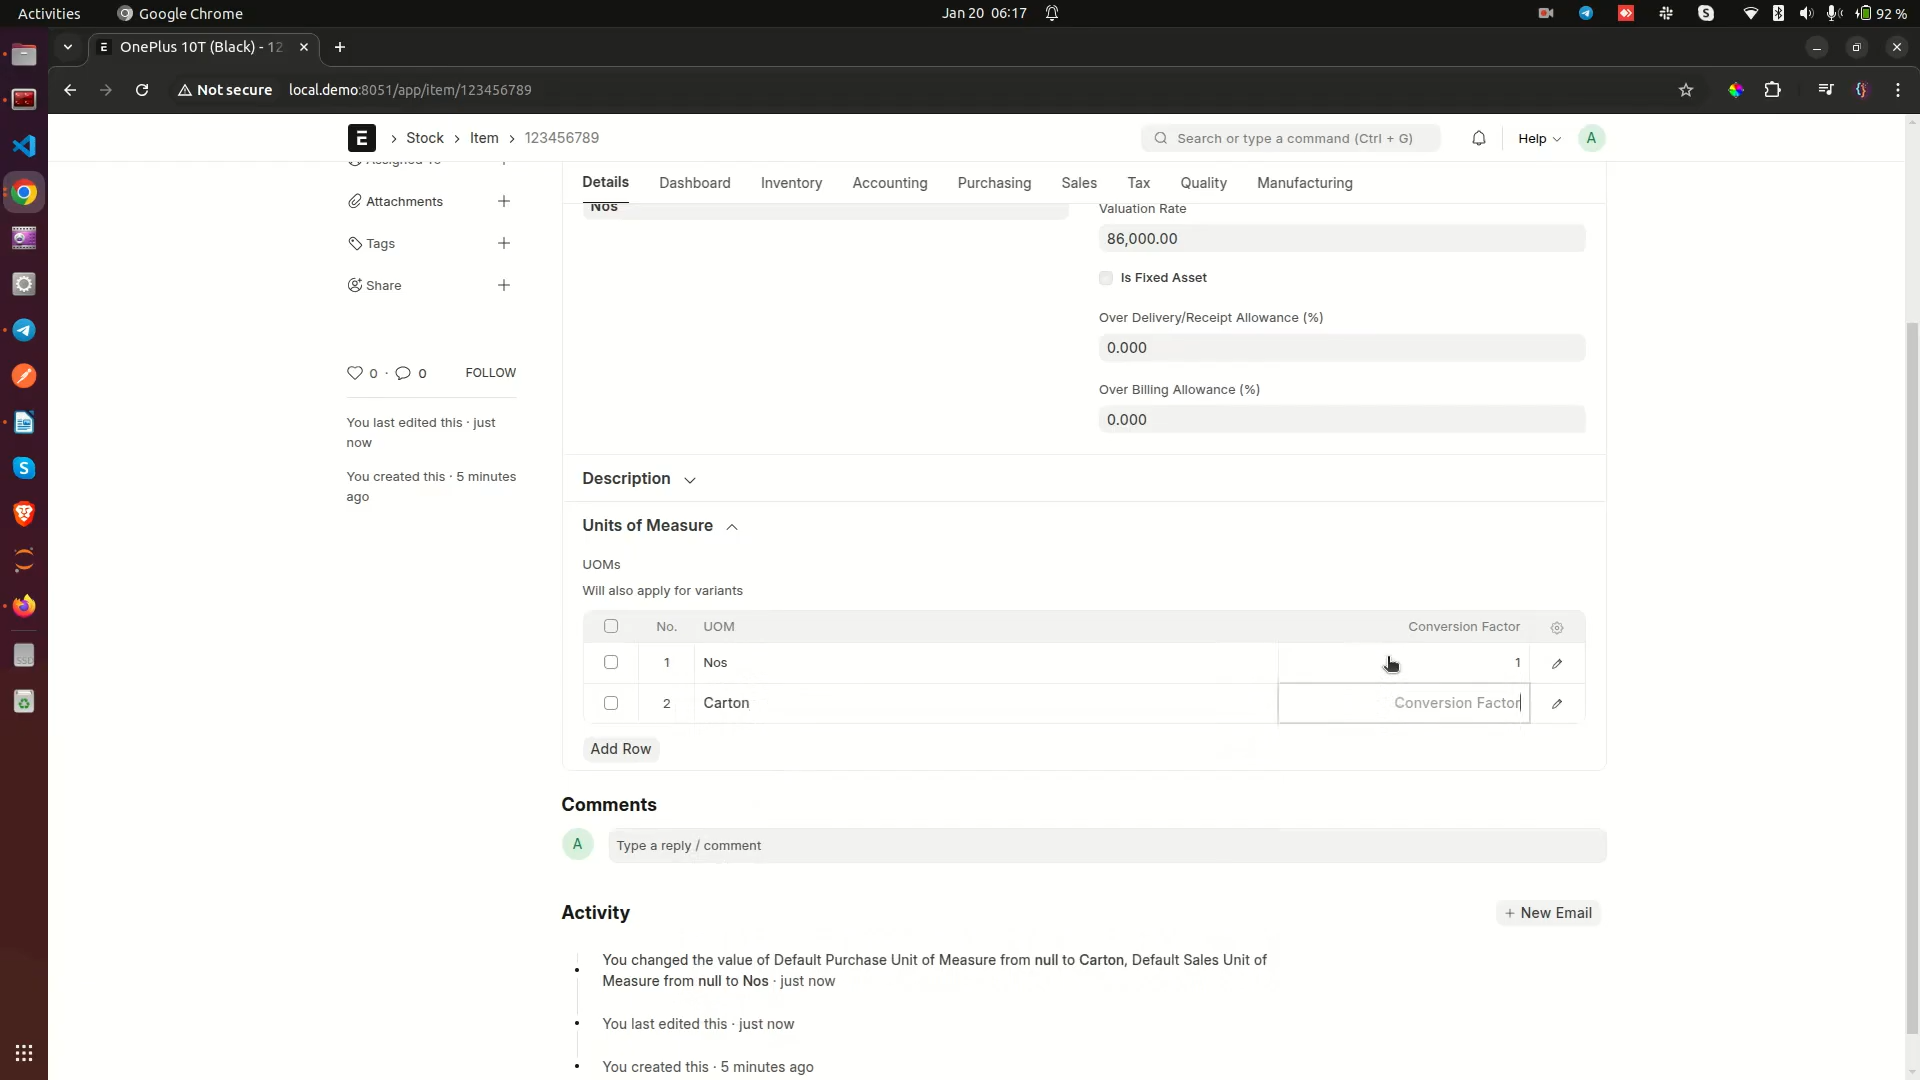 Activities
Google Chrome
Jan 20 06:17
92 %
OnePlus 10T (Black) - 12
Not secure
local.demo:8051/app/item/123456789
Stock
Item
123456789
Search or type a command (Ctrl + G)
Help
A
Assigned To
Attachments
Tags
Share
0 · 0
FOLLOW
You last edited this · just
now
You created this · 5 minutes
ago
Details
Dashboard
Inventory
Accounting
Purchasing
Sales
Tax
Quality
Manufacturing
Nos
Valuation Rate
86,000.00
Is Fixed Asset
Over Delivery/Receipt Allowance (%)
0.000
Over Billing Allowance (%)
0.000
Description
Units of Measure
UOMs
Will also apply for variants
No.
UOM
Conversion Factor
1
Nos
1
2
Carton
Conversion Factor
Add Row
Comments
A
Type a reply / comment
Activity
+ New Email
You changed the value of Default Purchase Unit of Measure from null to Carton, Default Sales Unit of
Measure from null to Nos · just now
You last edited this · just now
You created this · 5 minutes ago